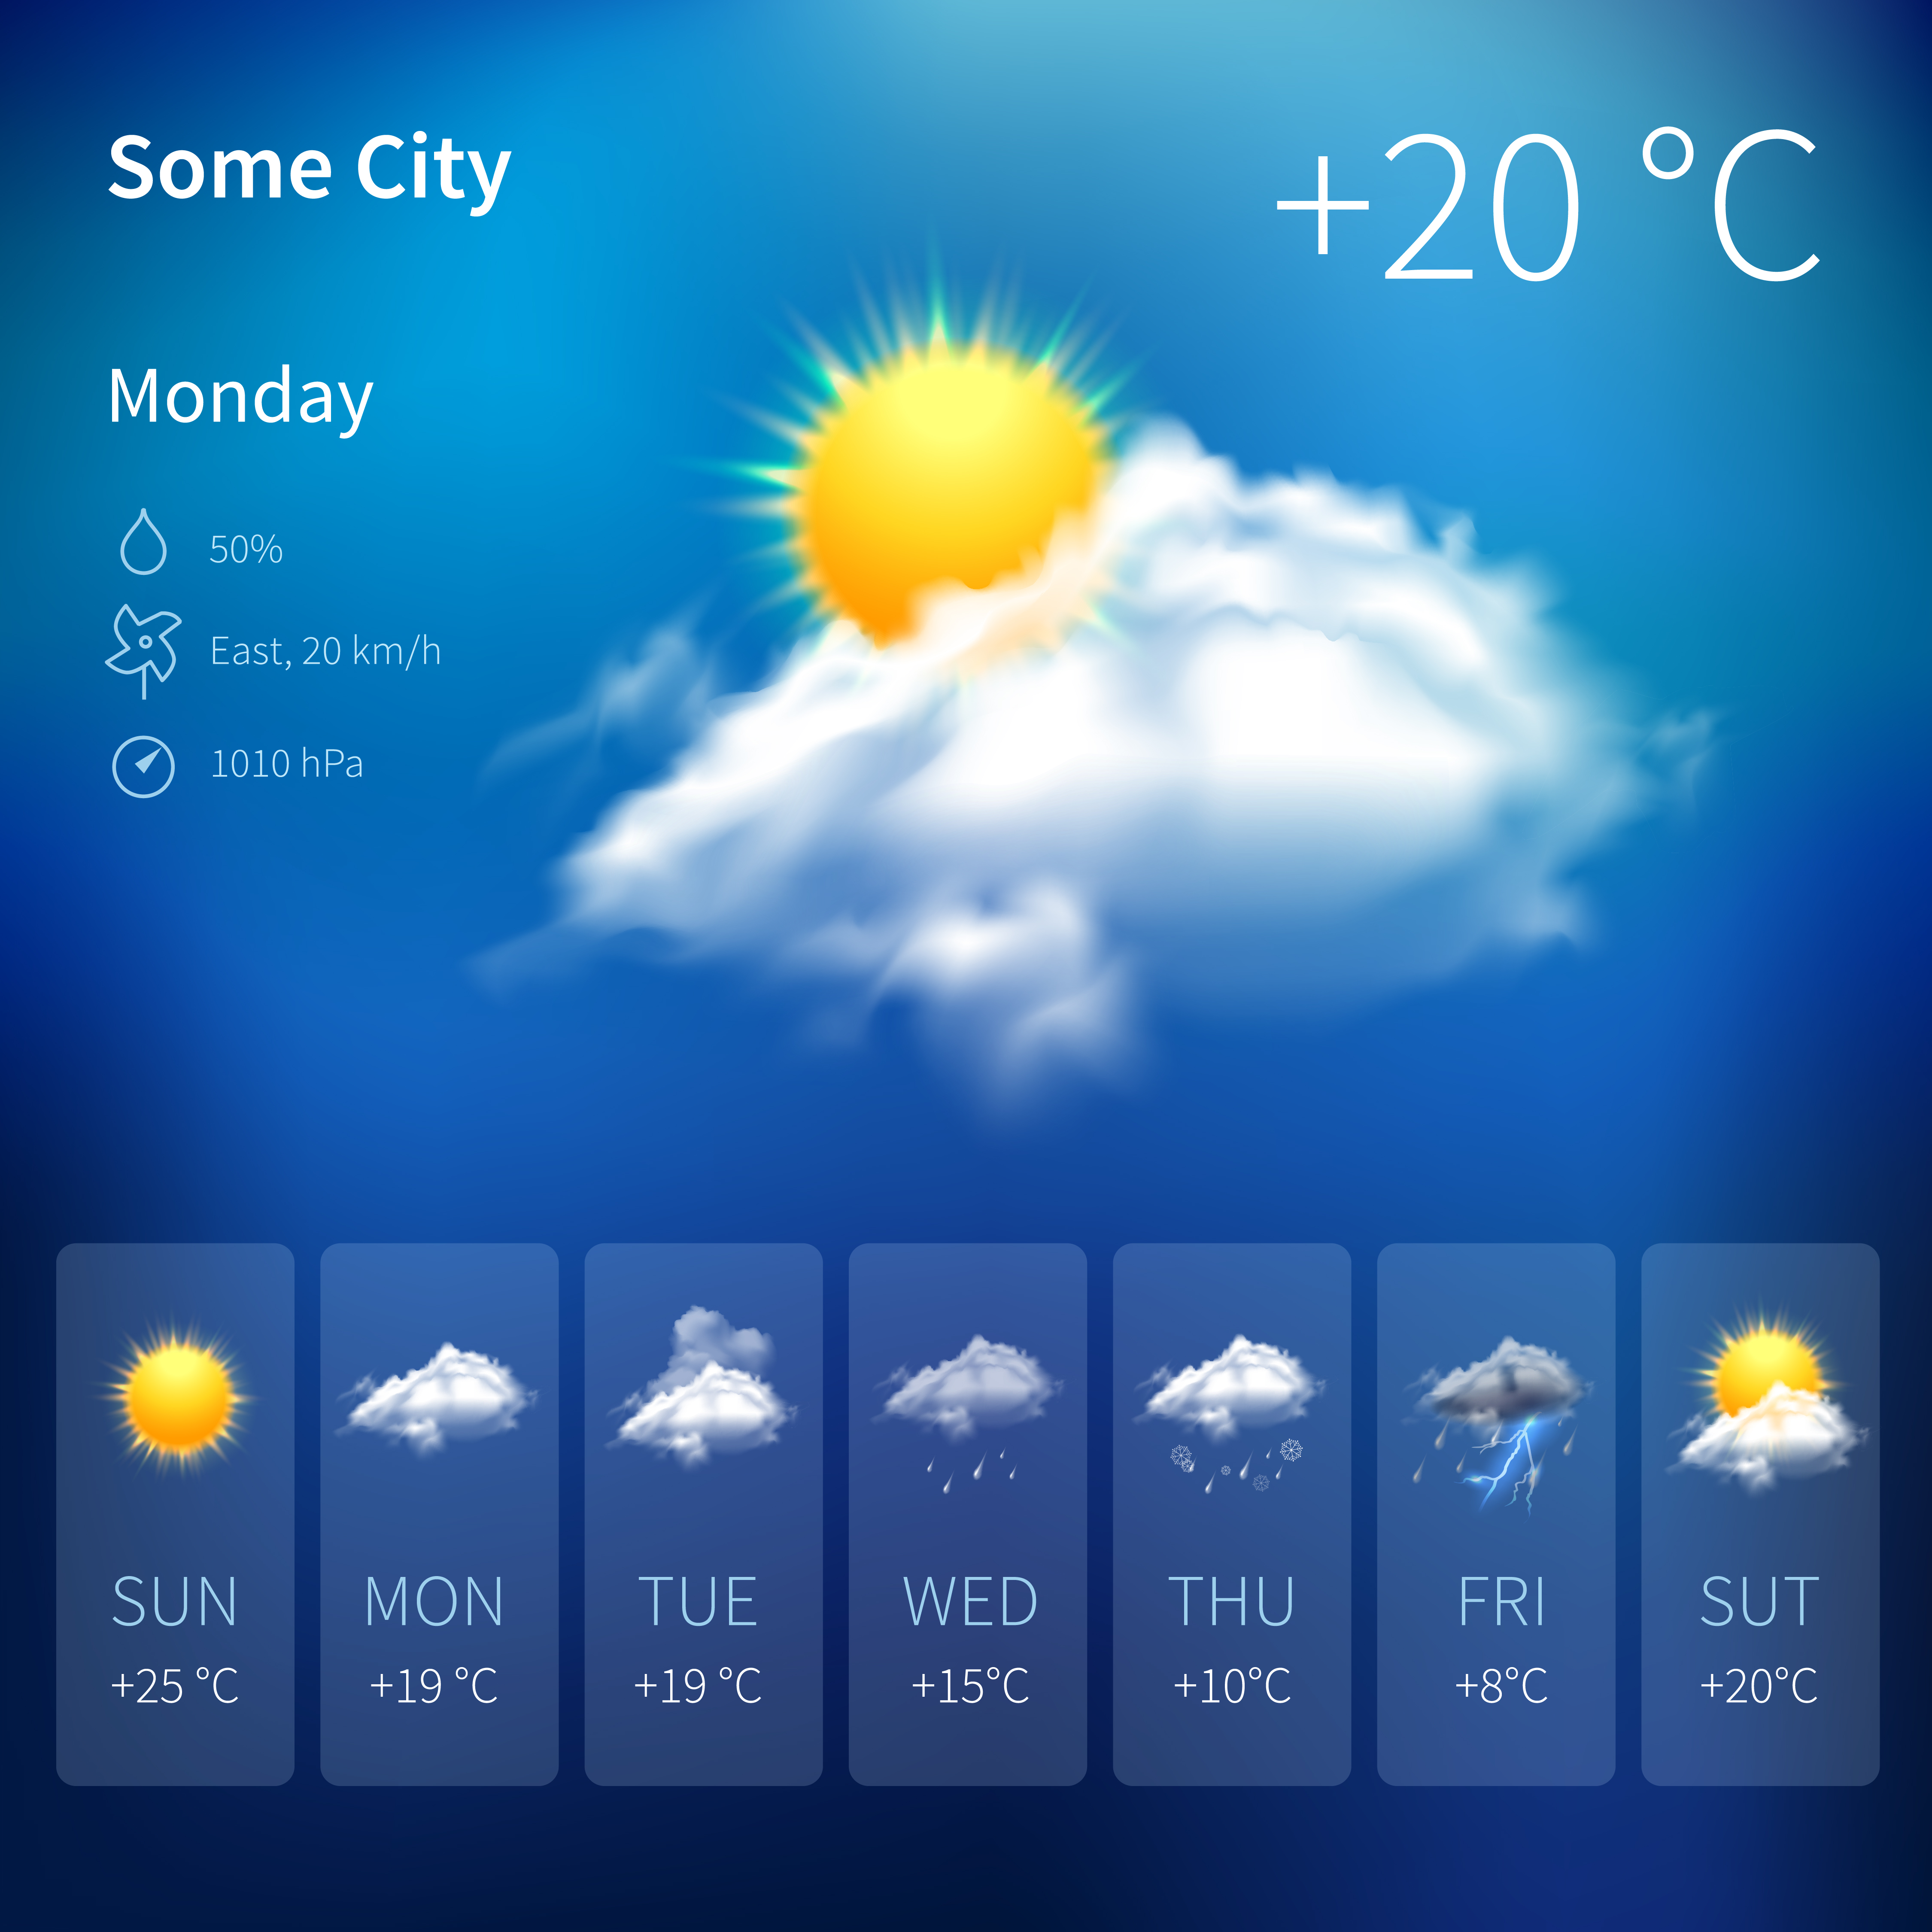 Some City
+20 °C
Monday
50%
East, 20 km/h
1010 hPa
SUN
+25 °C
MON
+19 °C
TUE
+19 °C
WED
+15°C
THU
+10°C
FRI
+8°C
SUT
+20°C